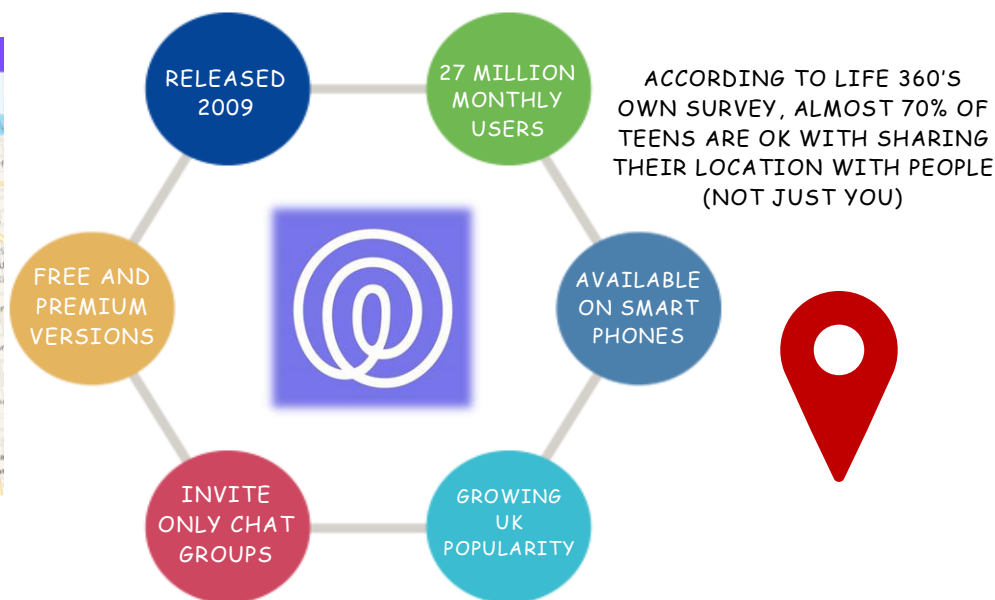 RELEASED
2009
27 MILLION
MONTHLY
USERS
ACCORDING TO LIFE 360'S
OWN SURVEY, ALMOST 70% OF
TEENS ARE OK WITH SHARING
THEIR LOCATION WITH PEOPLE
(NOT JUST YOU)
FREE AND
PREMIUM
VERSIONS
AVAILABLE
ON SMART
PHONES
INVITE
ONLY CHAT
GROUPS
GROWING
UK
POPULARITY